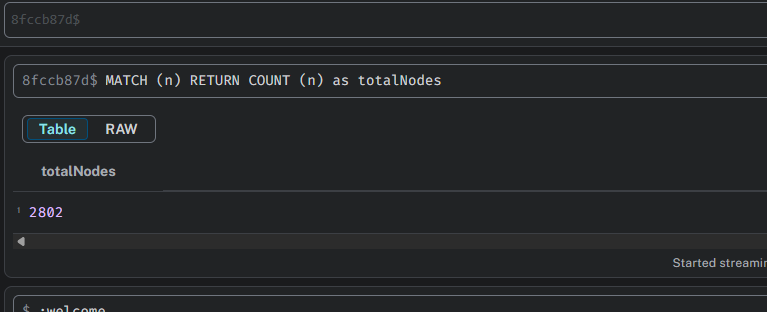 8fccb87d$
8fccb87d$ MATCH (n) RETURN COUNT (n) as totalNodes
Table RAW
totalNodes
1 2802
Started streamin
$ :welcome